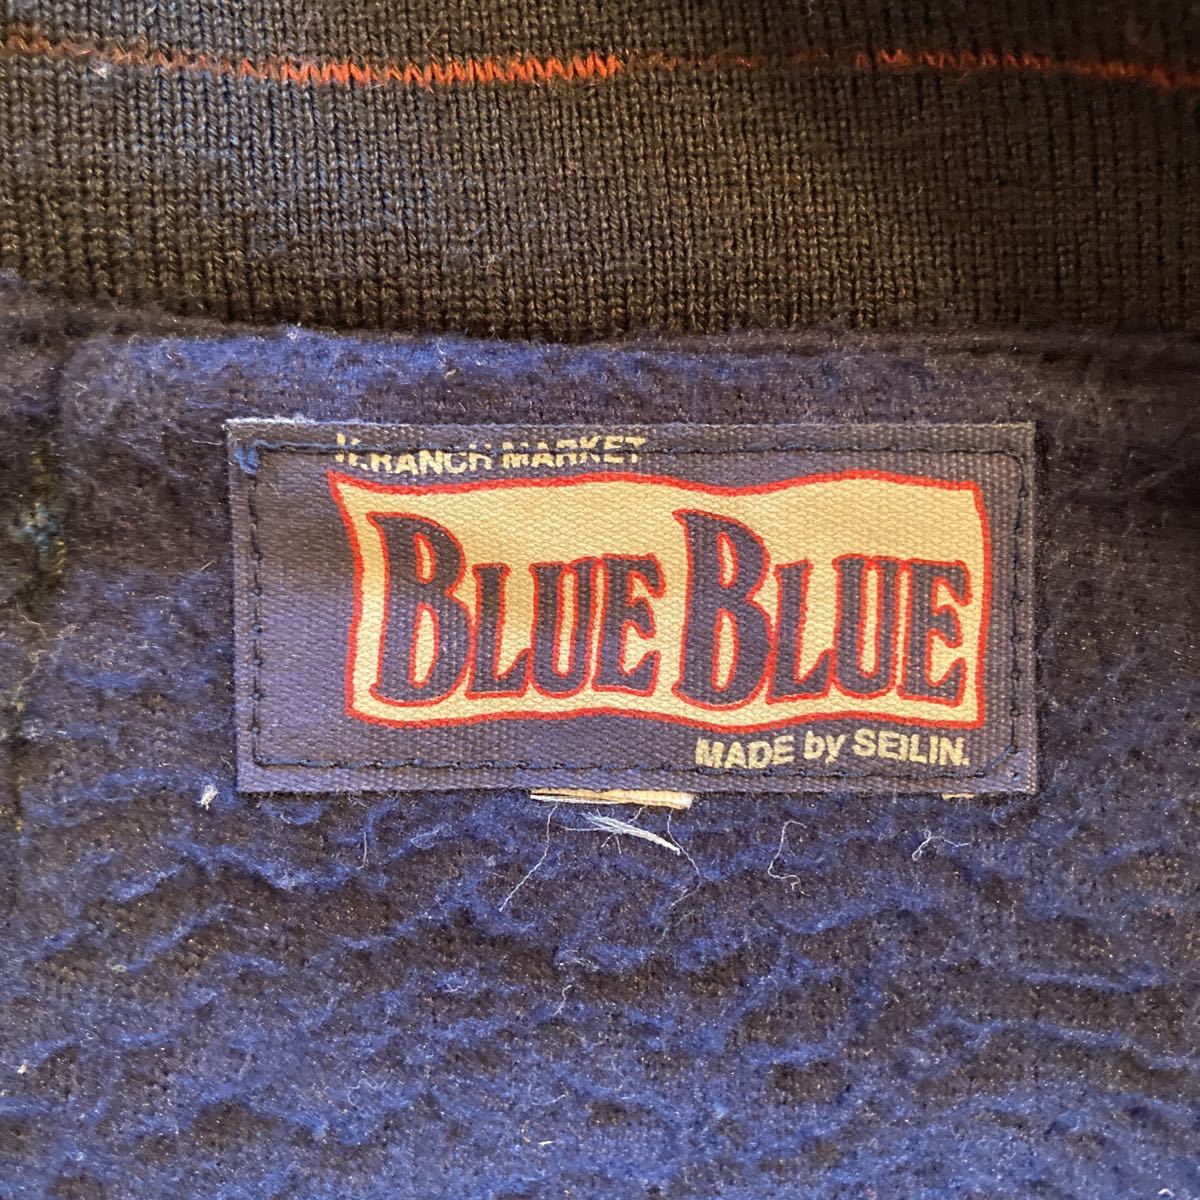 H.RANCH MARKET
BLUE BLUE
MADE by SEILIN.